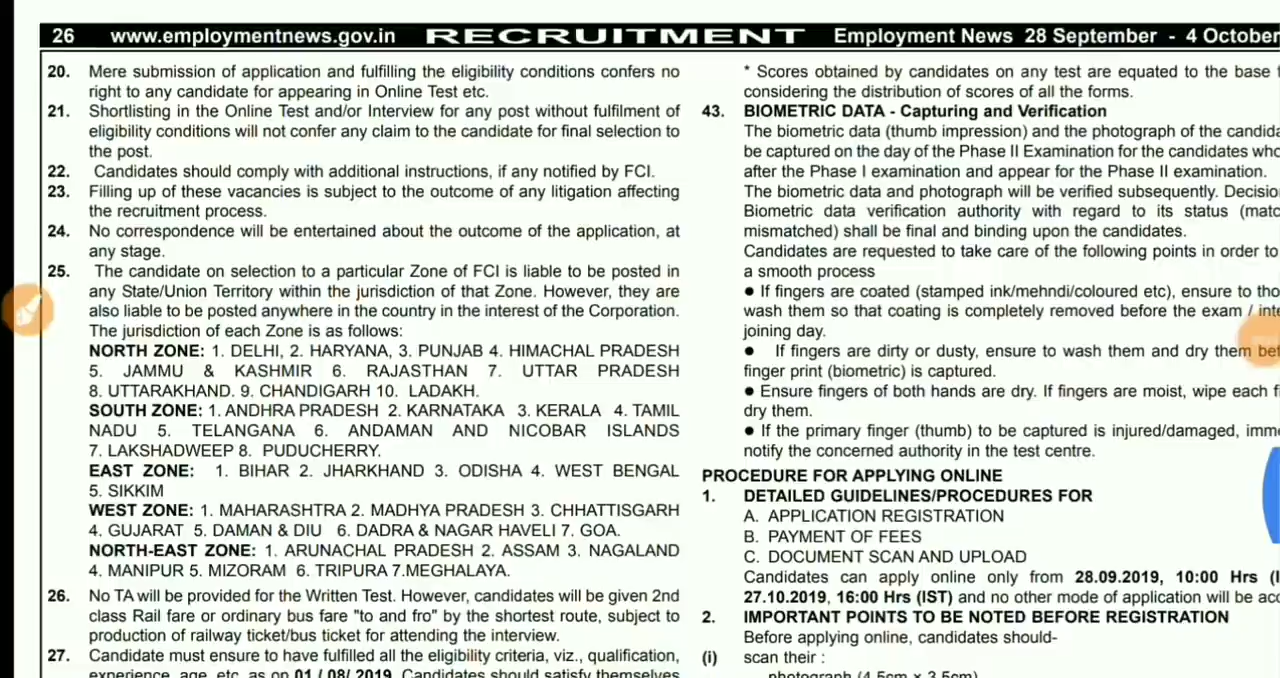 26 www.employmentnews.gov.in RECRUITMENT Employment News 28 September - 4 October
20. Mere submission of application and fulfilling the eligibility conditions confers no
right to any candidate for appearing in Online Test etc.
21. Shortlisting in the Online Test and/or Interview for any post without fulfilment of
eligibility conditions will not confer any claim to the candidate for final selection to
the post.
22. Candidates should comply with additional instructions, if any notified by FCI.
23. Filling up of these vacancies is subject to the outcome of any litigation affecting
the recruitment process.
24. No correspondence will be entertained about the outcome of the application, at
any stage.
25. The candidate on selection to a particular Zone of FCI is liable to be posted in
any State/Union Territory within the jurisdiction of that Zone. However, they are
also liable to be posted anywhere in the country in the interest of the Corporation.
The jurisdiction of each Zone is as follows:
NORTH ZONE: 1. DELHI, 2. HARYANA, 3. PUNJAB 4. HIMACHAL PRADESH
5. JAMMU & KASHMIR 6. RAJASTHAN 7. UTTAR PRADESH
8. UTTARAKHAND. 9. CHANDIGARH 10. LADAKH.
SOUTH ZONE: 1. ANDHRA PRADESH 2. KARNATAKA 3. KERALA 4. TAMIL
NADU 5. TELANGANA 6. ANDAMAN AND NICOBAR ISLANDS
7. LAKSHADWEEP 8. PUDUCHERRY.
EAST ZONE: 1. BIHAR 2. JHARKHAND 3. ODISHA 4. WEST BENGAL
5. SIKKIM
WEST ZONE: 1. MAHARASHTRA 2. MADHYA PRADESH 3. CHHATTISGARH
4. GUJARAT 5. DAMAN & DIU 6. DADRA & NAGAR HAVELI 7. GOA.
NORTH-EAST ZONE: 1. ARUNACHAL PRADESH 2. ASSAM 3. NAGALAND
4. MANIPUR 5. MIZORAM 6. TRIPURA 7.MEGHALAYA.
26. No TA will be provided for the Written Test. However, candidates will be given 2nd
class Rail fare or ordinary bus fare "to and fro" by the shortest route, subject to
production of railway ticket/bus ticket for attending the interview.
27. Candidate must ensure to have fulfilled all the eligibility criteria, viz., qualification,
experience, age, etc. as on 01 / 08/ 2019. Candidates should satisfy themselves
* Scores obtained by candidates on any test are equated to the base
considering the distribution of scores of all the forms.
43. BIOMETRIC DATA - Capturing and Verification
The biometric data (thumb impression) and the photograph of the
be captured on the day of the Phase II Examination for the candidates
after the Phase I examination and appear for the Phase II examination.
The biometric data and photograph will be verified subsequently.
Biometric data verification authority with regard to its status
mismatched) shall be final and binding upon the candidates.
Candidates are requested to take care of the following points in order to
a smooth process
● If fingers are coated (stamped ink/mehndi/coloured etc), ensure to
wash them so that coating is completely removed before the exam /
joining day.
● If fingers are dirty or dusty, ensure to wash them and dry them
finger print (biometric) is captured.
● Ensure fingers of both hands are dry. If fingers are moist, wipe each
dry them.
● If the primary finger (thumb) to be captured is injured/damaged,
notify the concerned authority in the test centre.
PROCEDURE FOR APPLYING ONLINE
1. DETAILED GUIDELINES/PROCEDURES FOR
A. APPLICATION REGISTRATION
B. PAYMENT OF FEES
C. DOCUMENT SCAN AND UPLOAD
Candidates can apply online only from 28.09.2019, 10:00 Hrs
27.10.2019, 16:00 Hrs (IST) and no other mode of application will be
2. IMPORTANT POINTS TO BE NOTED BEFORE REGISTRATION
Before applying online, candidates should-
(i) scan their :
photograph (4.5cm × 3.5cm)